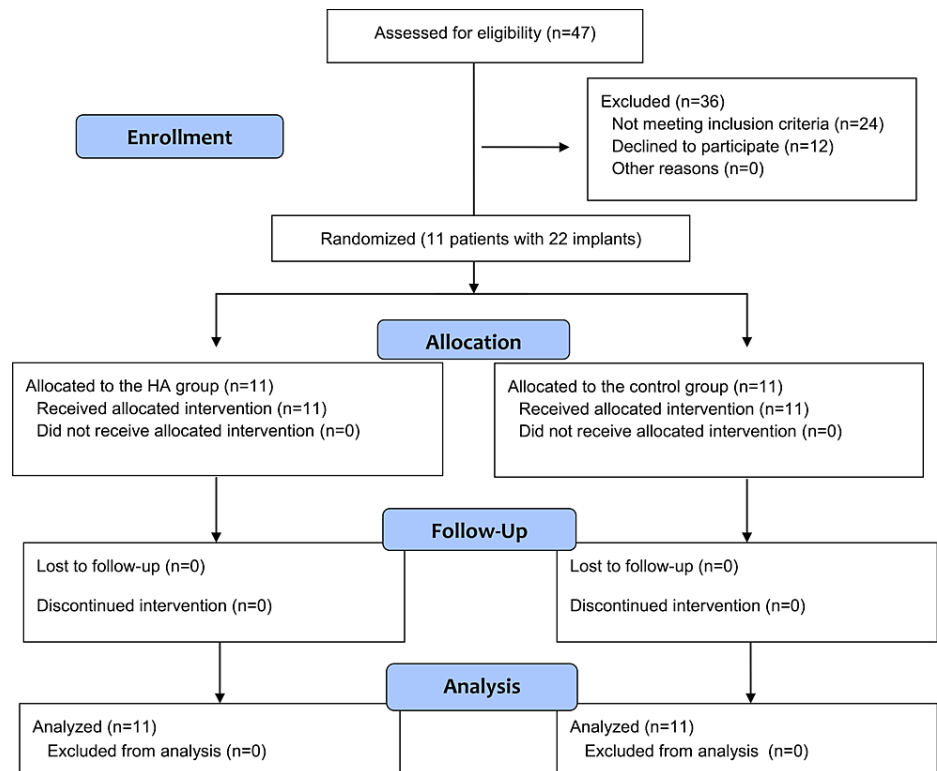 Assessed for eligibility (n=47)
Enrollment
Excluded (n=36)
Not meeting inclusion criteria (n=24)
Declined to participate (n=12)
Other reasons (n=0)
Randomized (11 patients with 22 implants)
Allocation
Allocated to the HA group (n=11)
Received allocated intervention (n=11)
Did not receive allocated intervention (n=0)
Allocated to the control group (n=11)
Received allocated intervention (n=11)
Did not receive allocated intervention (n=0)
Follow-Up
Lost to follow-up (n=0)
Discontinued intervention (n=0)
Lost to follow-up (n=0)
Discontinued intervention (n=0)
Analysis
Analyzed (n=11)
Excluded from analysis (n=0)
Analyzed (n=11)
Excluded from analysis (n=0)